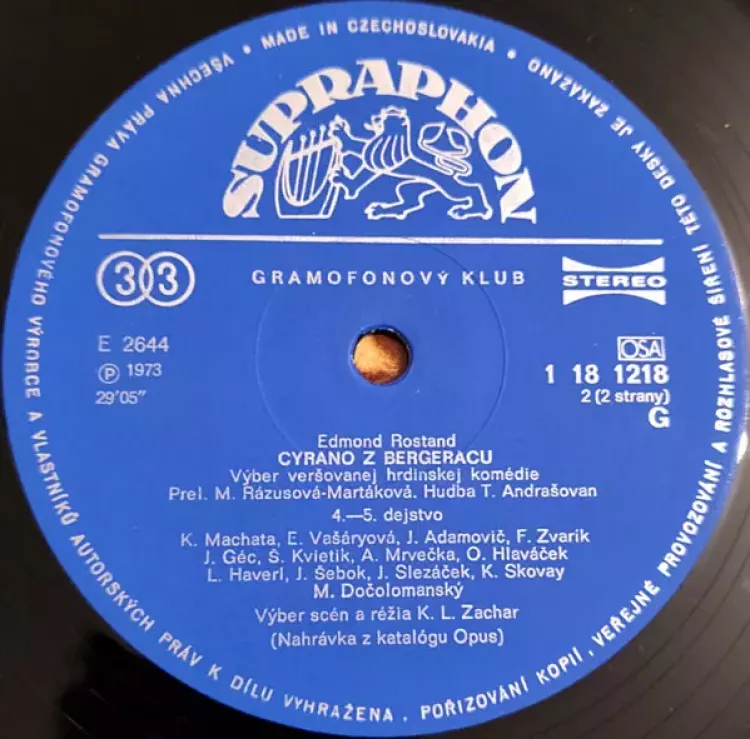 VŠECHNA PRÁVA GRAMOFONOVÉHO VÝROBCE A VLASTNÍKŮ AUTORSKÝCH PRÁV K DÍLU VYHRAŽENA . POŘIZOVÁNÍ KOPIÍ, VEŘEJNÉ PROVOZOVÁNÍ A ROZHLASOVÉ ŠÍŘENÍ TÉTO DESKY JE ZAKÁZÁNO • MADE IN CZECHOSLOVAKIA •
SUPRAPHON
33
GRAMOFONOVÝ KLUB
STEREO
E 2644
Ⓟ 1973
29'05"
OSA
1 18 1218
2 (2 strany)
G
Edmond Rostand
CYRANO Z BERGERACU
Výber veršovanej hrdinskej komédie
Prel. M. Rázusová-Martáková. Hudba T. Andrašovan
4.—5. dejstvo
K. Machata, E. Vašáryová, J. Adamovič, F. Zvarík
J. Géc, Š. Kvietik, A. Mrvečka, O. Hlaváček
L. Haverl, J. Šebok, J. Slezáček, K. Skovay
M. Dočolomanský
Výber scén a réžia K. L. Zachar
(Nahrávka z katalógu Opus)